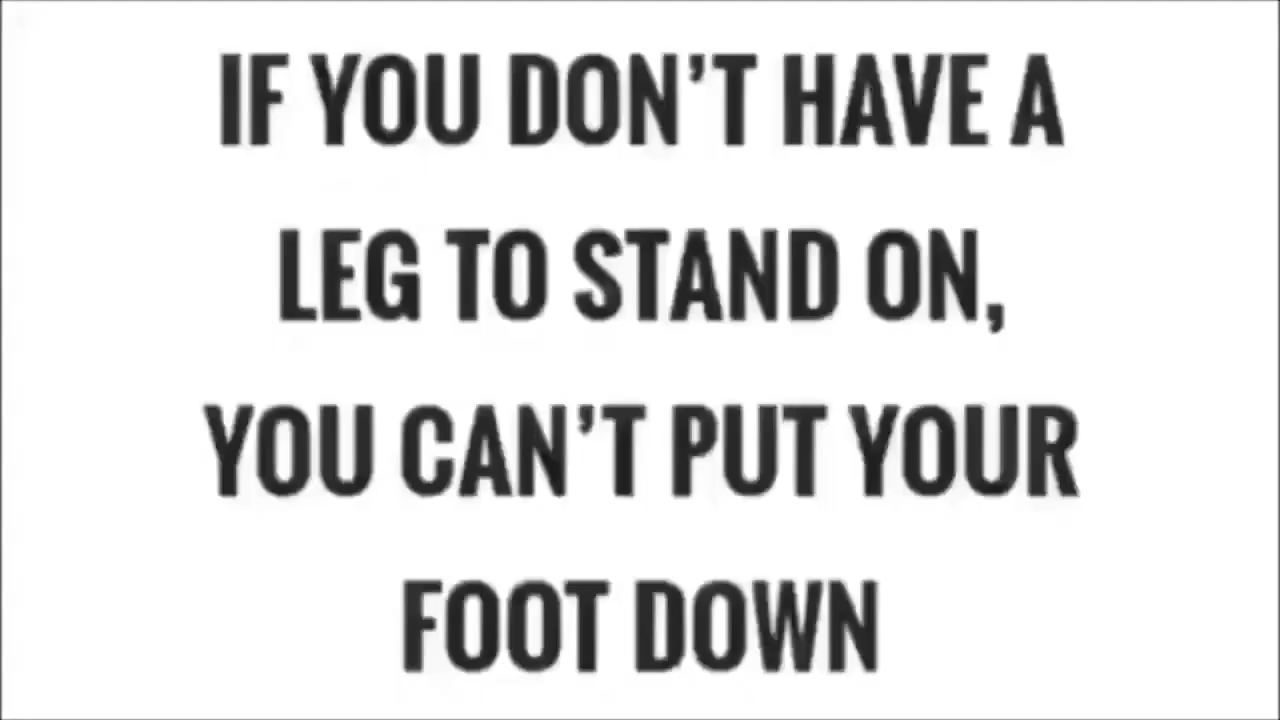 IF YOU DON’T HAVE A
LEG TO STAND ON,
YOU CAN’T PUT YOUR
FOOT DOWN